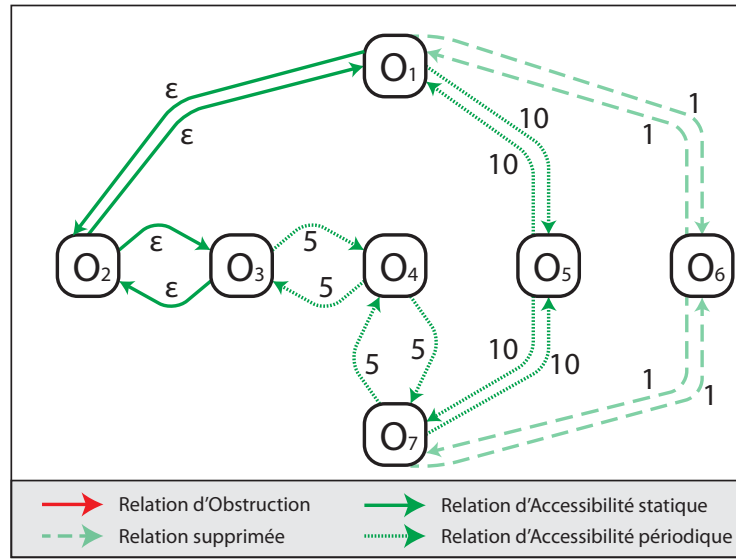 O1
ε
ε
10
10
1
1
O2
ε
ε
O3
5
5
O4
O5
O6
5
5
10
10
1
1
O7
Relation d'Obstruction
Relation d'Accessibilité statique
Relation supprimée
Relation d'Accessibilité périodique